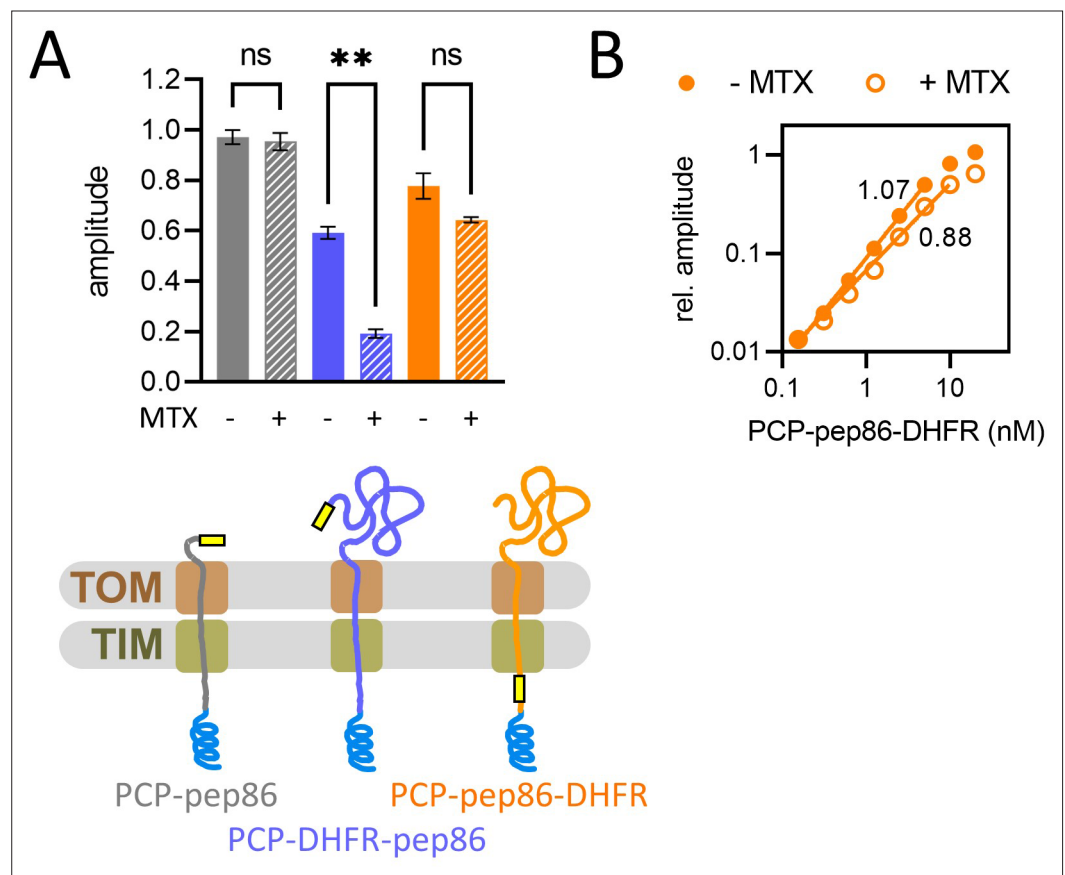 A
ns ** ns
1.2
1.0
0.8
0.6
0.4
0.2
0.0
amplitude
MTX - + - + - +
B
- MTX + MTX
1
0.1
0.01
rel. amplitude
1.07
0.88
0.1 1 10
PCP-pep86-DHFR (nM)
TOM
TIM
PCP-pep86
PCP-pep86-DHFR
PCP-DHFR-pep86